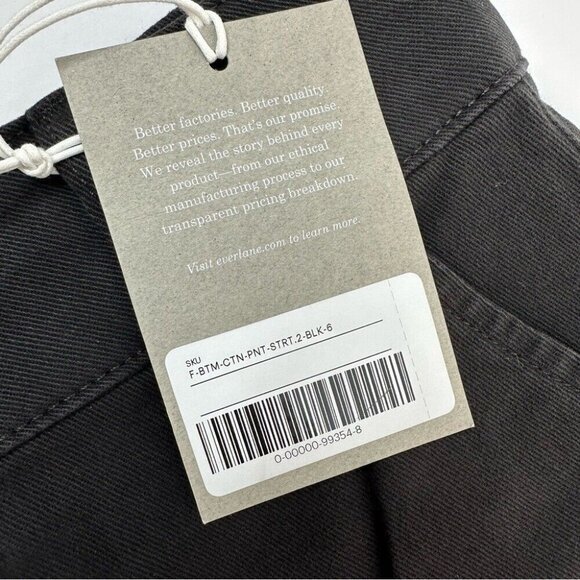 Better factories. Better quality.
Better prices. That's our promise.
We reveal the story behind every
product—from our ethical
manufacturing process to our
transparent pricing breakdown.
Visit everlane.com to learn more.
SKU
F-BTM-CTN-PNT-STRT.2-BLK-6
0-00000-99354-8